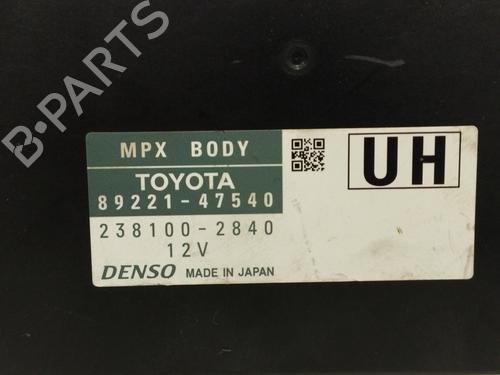 B-PARTS
MPX BODY
TOYOTA
89221-47540
238100-2840
12V
DENSO MADE IN JAPAN
UH